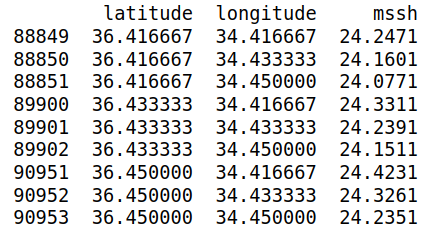 latitude longitude mssh
88849 36.416667 34.416667 24.2471
88850 36.416667 34.433333 24.1601
88851 36.416667 34.450000 24.0771
89900 36.433333 34.416667 24.3311
89901 36.433333 34.433333 24.2391
89902 36.433333 34.450000 24.1511
90951 36.450000 34.416667 24.4231
90952 36.450000 34.433333 24.3261
90953 36.450000 34.450000 24.2351